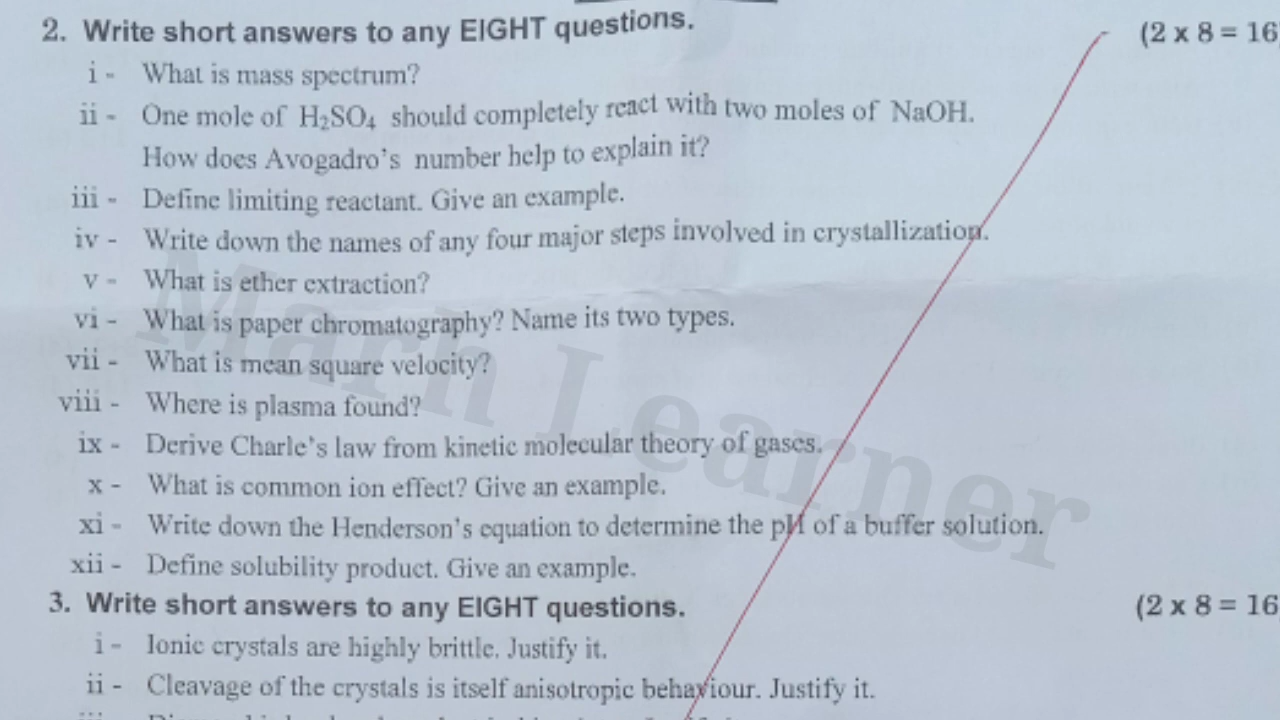 2. Write short answers to any EIGHT questions. (2 x 8 = 16
i - What is mass spectrum?
ii - One mole of H₂SO₄ should completely react with two moles of NaOH.
How does Avogadro's number help to explain it?
iii - Define limiting reactant. Give an example.
iv - Write down the names of any four major steps involved in crystallization.
v - What is ether extraction?
vi - What is paper chromatography? Name its two types.
vii - What is mean square velocity?
viii - Where is plasma found?
ix - Derive Charle's law from kinetic molecular theory of gases.
x - What is common ion effect? Give an example.
xi - Write down the Henderson's equation to determine the pH of a buffer solution.
xii - Define solubility product. Give an example.
3. Write short answers to any EIGHT questions. (2 x 8 = 16
i - Ionic crystals are highly brittle. Justify it.
ii - Cleavage of the crystals is itself anisotropic behaviour. Justify it.
Learner